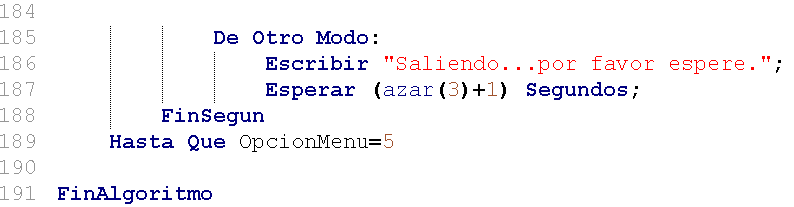 184
185 De Otro Modo:
186 Escribir "Saliendo...por favor espere.";
187 Esperar (azar(3)+1) Segundos;
188 FinSegun
189 Hasta Que OpcionMenu=5
190
191 FinAlgoritmo